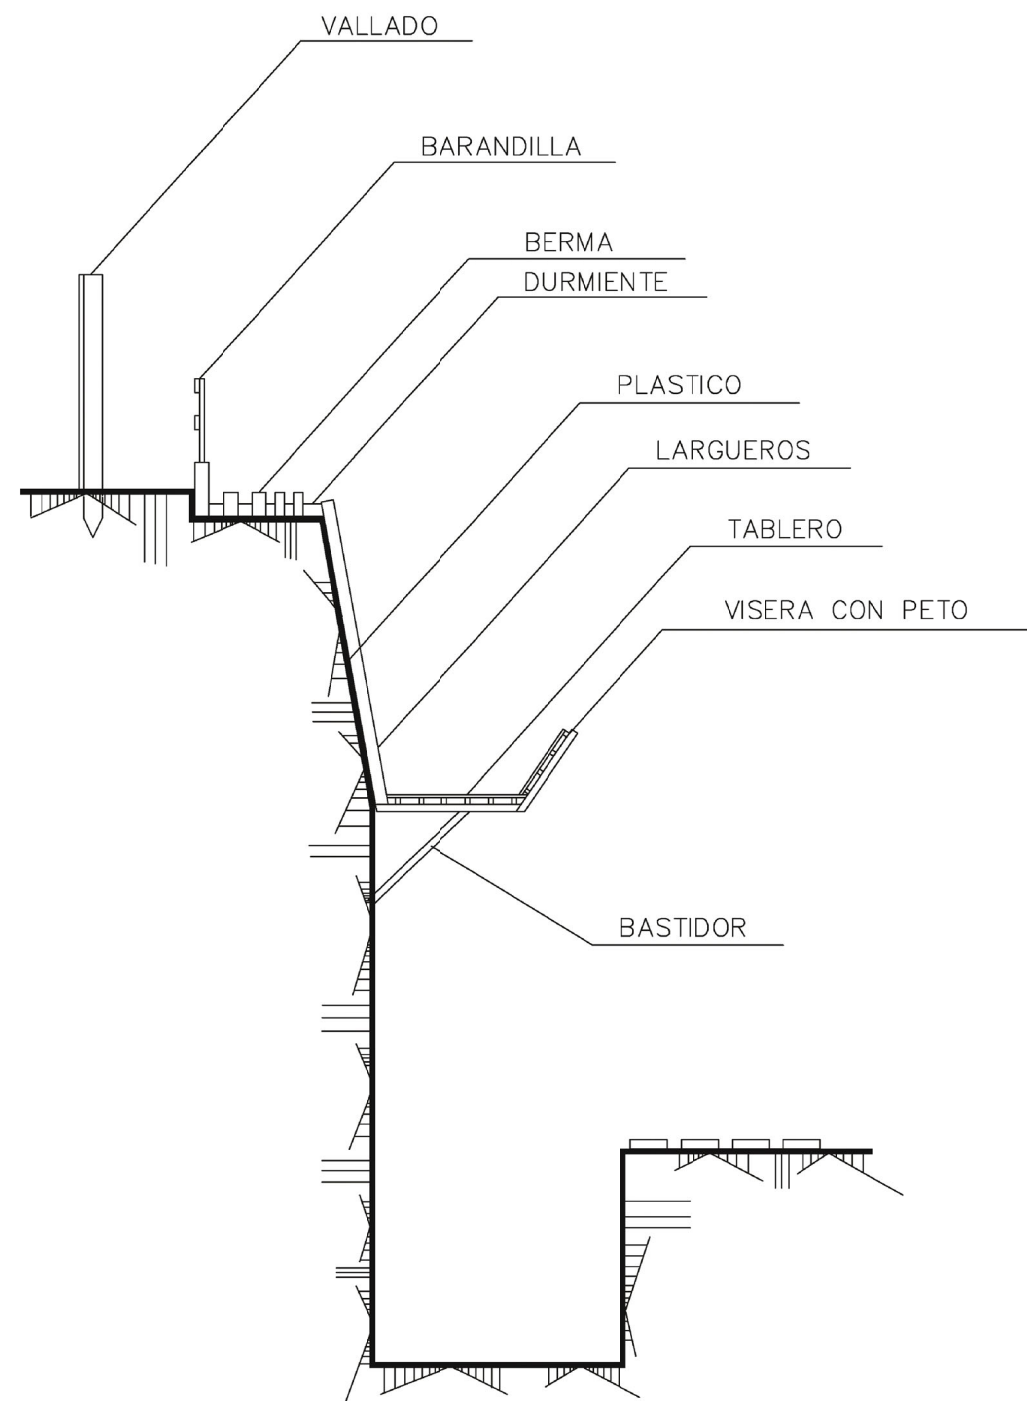 VALLADO
BARANDILLA
BERMA
DURMIENTE
PLASTICO
LARGUEROS
TABLERO
VISERA CON PETO
BASTIDOR